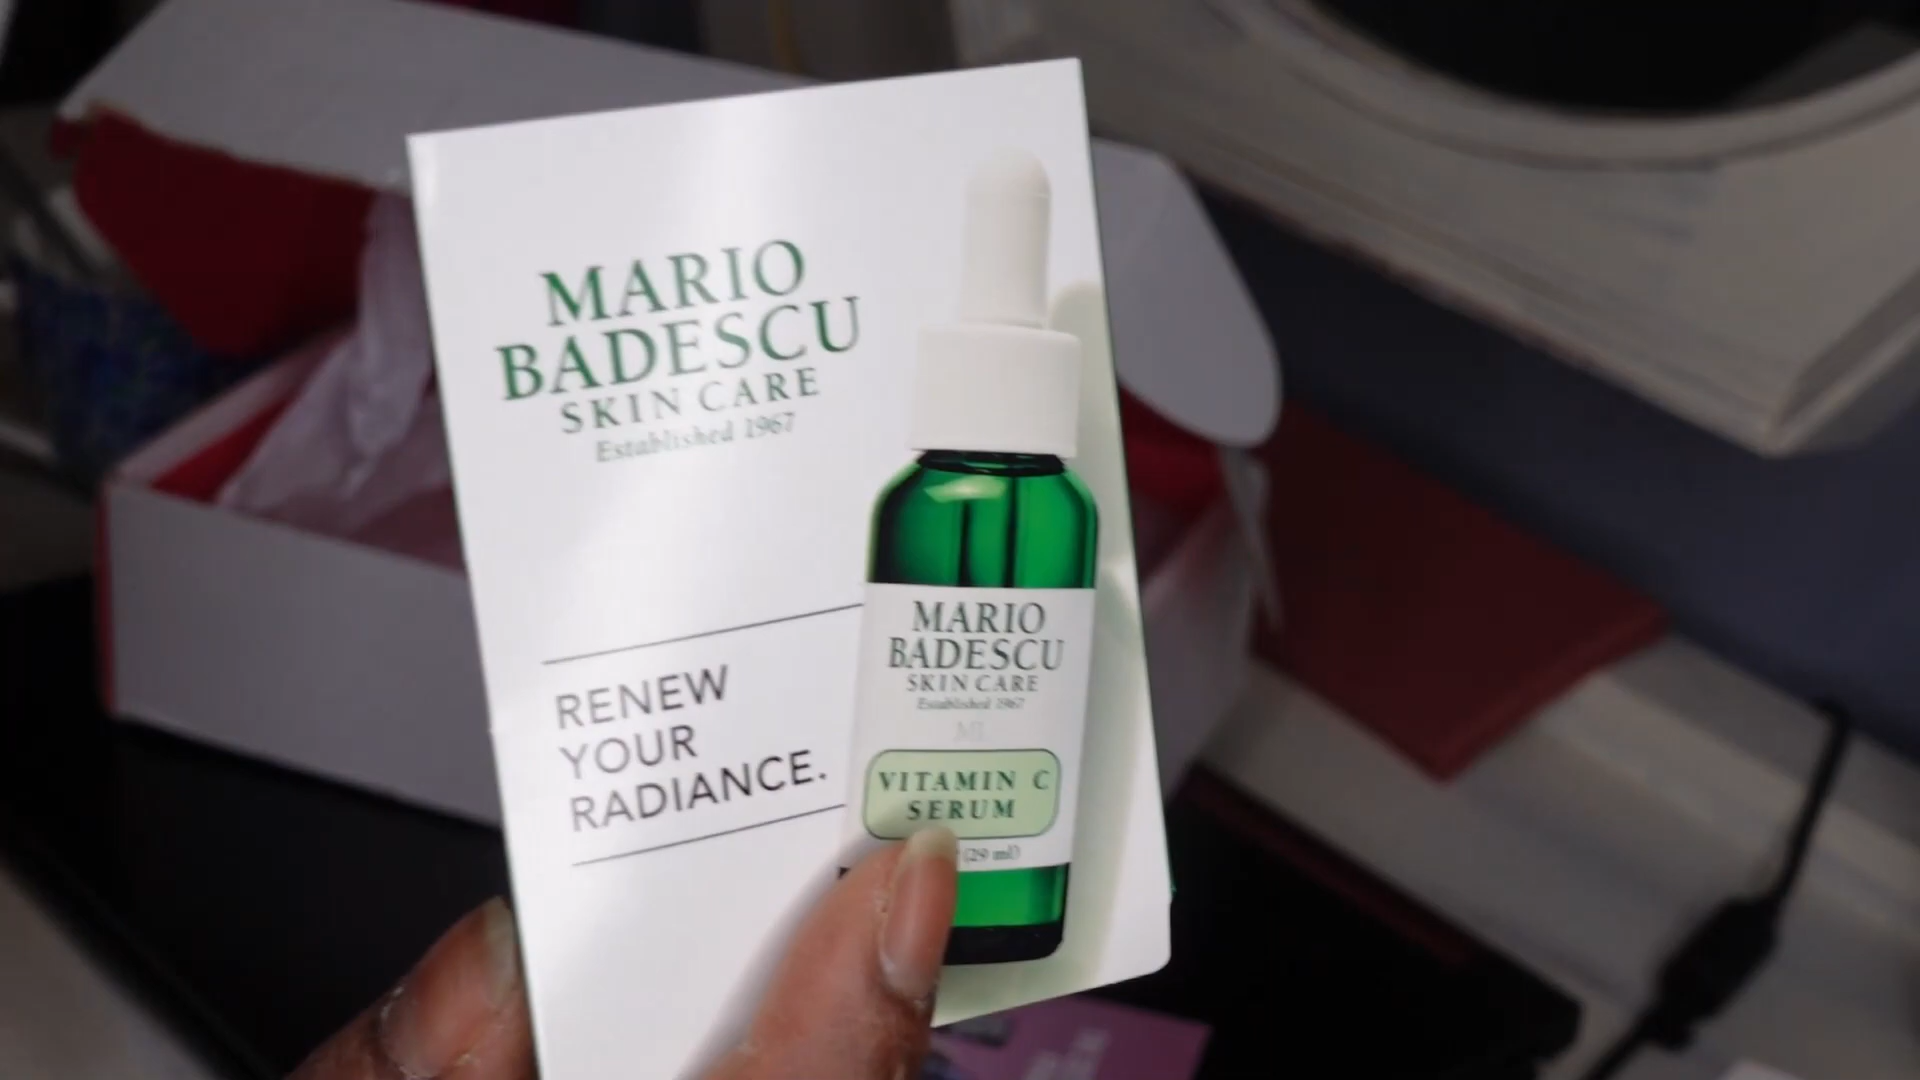 MARIO
BADESCU
SKIN CARE
Established 1967
RENEW
YOUR
RADIANCE.
MARIO
BADESCU
SKIN CARE
Established 1967
VITAMIN C
SERUM
(29 ml)